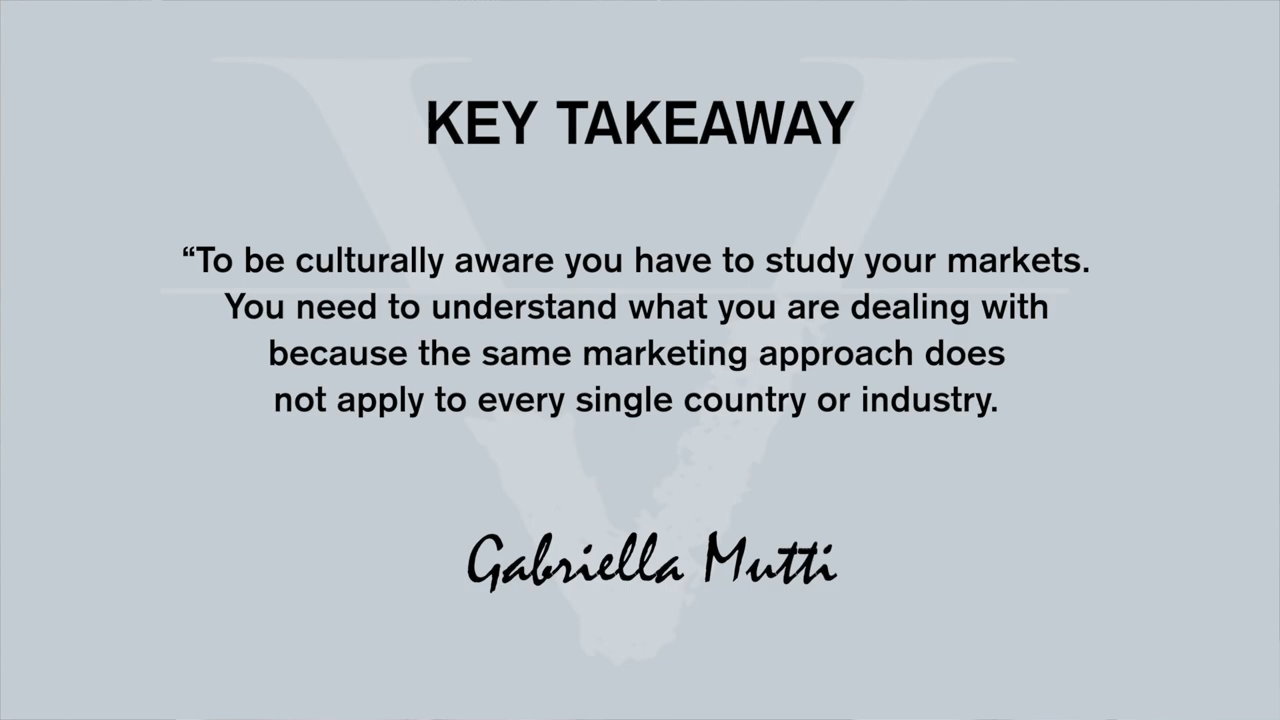 KEY TAKEAWAY
“To be culturally aware you have to study your markets.
You need to understand what you are dealing with
because the same marketing approach does
not apply to every single country or industry.
Gabriella Mutti